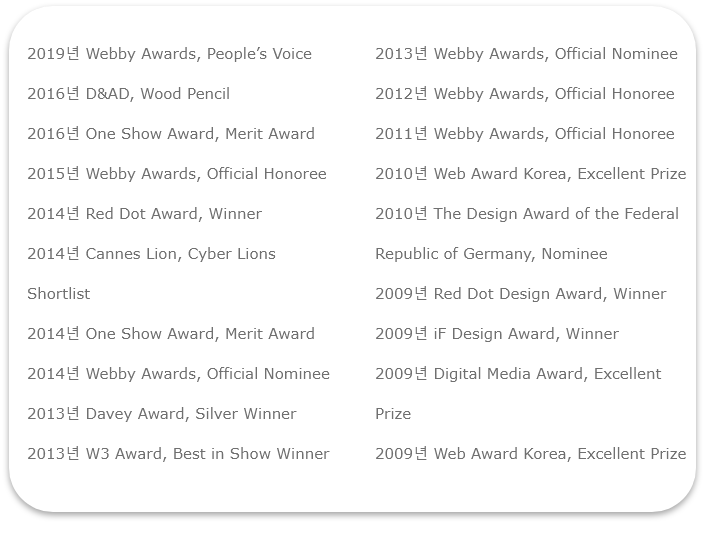 2019년 Webby Awards, People’s Voice
2016년 D&AD, Wood Pencil
2016년 One Show Award, Merit Award
2015년 Webby Awards, Official Honoree
2014년 Red Dot Award, Winner
2014년 Cannes Lion, Cyber Lions
Shortlist
2014년 One Show Award, Merit Award
2014년 Webby Awards, Official Nominee
2013년 Davey Award, Silver Winner
2013년 W3 Award, Best in Show Winner
2013년 Webby Awards, Official Nominee
2012년 Webby Awards, Official Honoree
2011년 Webby Awards, Official Honoree
2010년 Web Award Korea, Excellent Prize
2010년 The Design Award of the Federal
Republic of Germany, Nominee
2009년 Red Dot Design Award, Winner
2009년 iF Design Award, Winner
2009년 Digital Media Award, Excellent
Prize
2009년 Web Award Korea, Excellent Prize